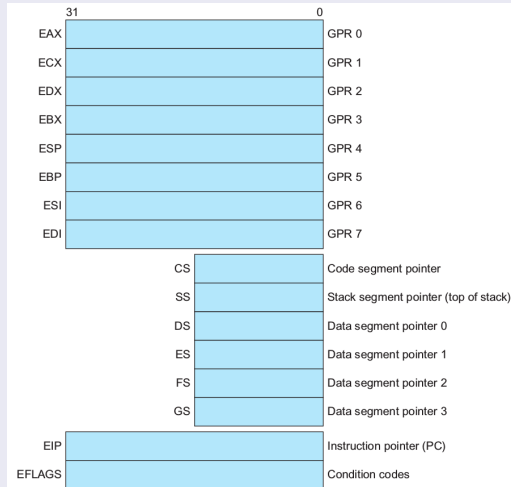 31 0
EAX GPR 0
ECX GPR 1
EDX GPR 2
EBX GPR 3
ESP GPR 4
EBP GPR 5
ESI GPR 6
EDI GPR 7
CS Code segment pointer
SS Stack segment pointer (top of stack)
DS Data segment pointer 0
ES Data segment pointer 1
FS Data segment pointer 2
GS Data segment pointer 3
EIP Instruction pointer (PC)
EFLAGS Condition codes